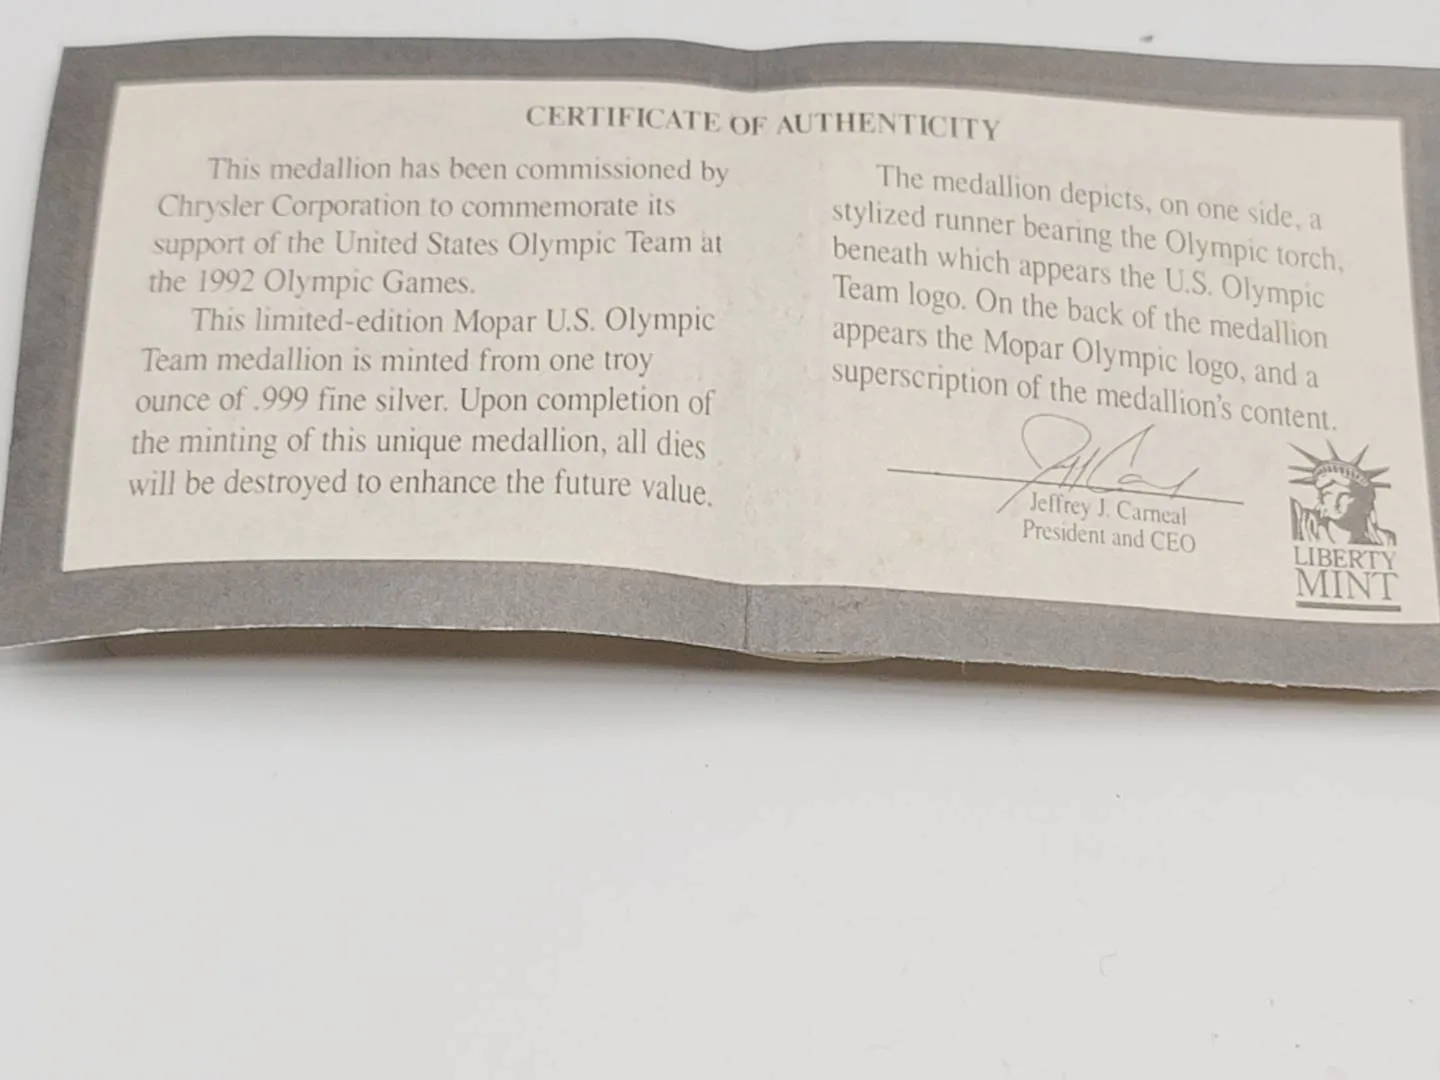 CERTIFICATE OF AUTHENTICITY
This medallion has been commissioned by
Chrysler Corporation to commemorate its
support of the United States Olympic Team at
the 1992 Olympic Games.
This limited-edition Mopar U.S. Olympic
Team medallion is minted from one troy
ounce of .999 fine silver. Upon completion of
the minting of this unique medallion, all dies
will be destroyed to enhance the future value.
The medallion depicts, on one side, a
stylized runner bearing the Olympic torch,
beneath which appears the U.S. Olympic
Team logo. On the back of the medallion
appears the Mopar Olympic logo, and a
superscription of the medallion's content.
Jeffrey J. Carneal
President and CEO
LIBERTY
MINT